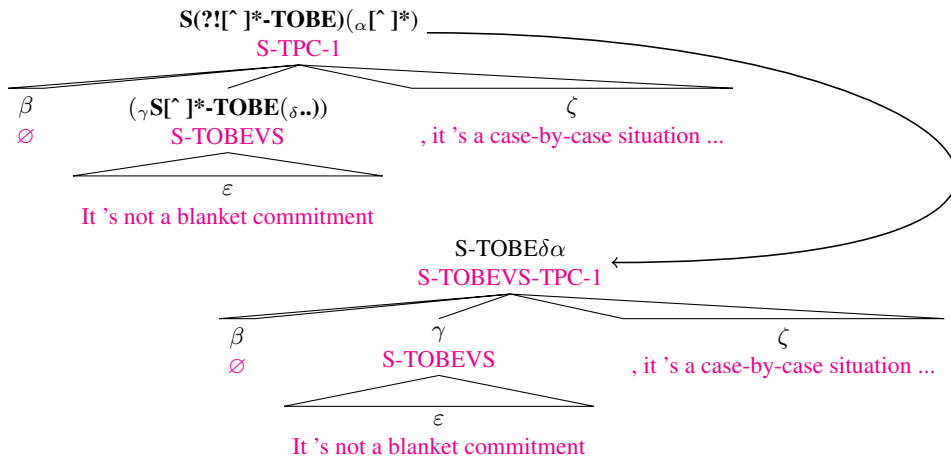 S(?![^ ]*-TOBE)(α[^ ]*)
S-TPC-1
β (γS[^ ]*-TOBE(δ..)) ζ
∅ S-TOBEVS , it 's a case-by-case situation ...
ε
It 's not a blanket commitment
S-TOBEδα
S-TOBEVS-TPC-1
β γ ζ
∅ S-TOBEVS , it 's a case-by-case situation ...
ε
It 's not a blanket commitment